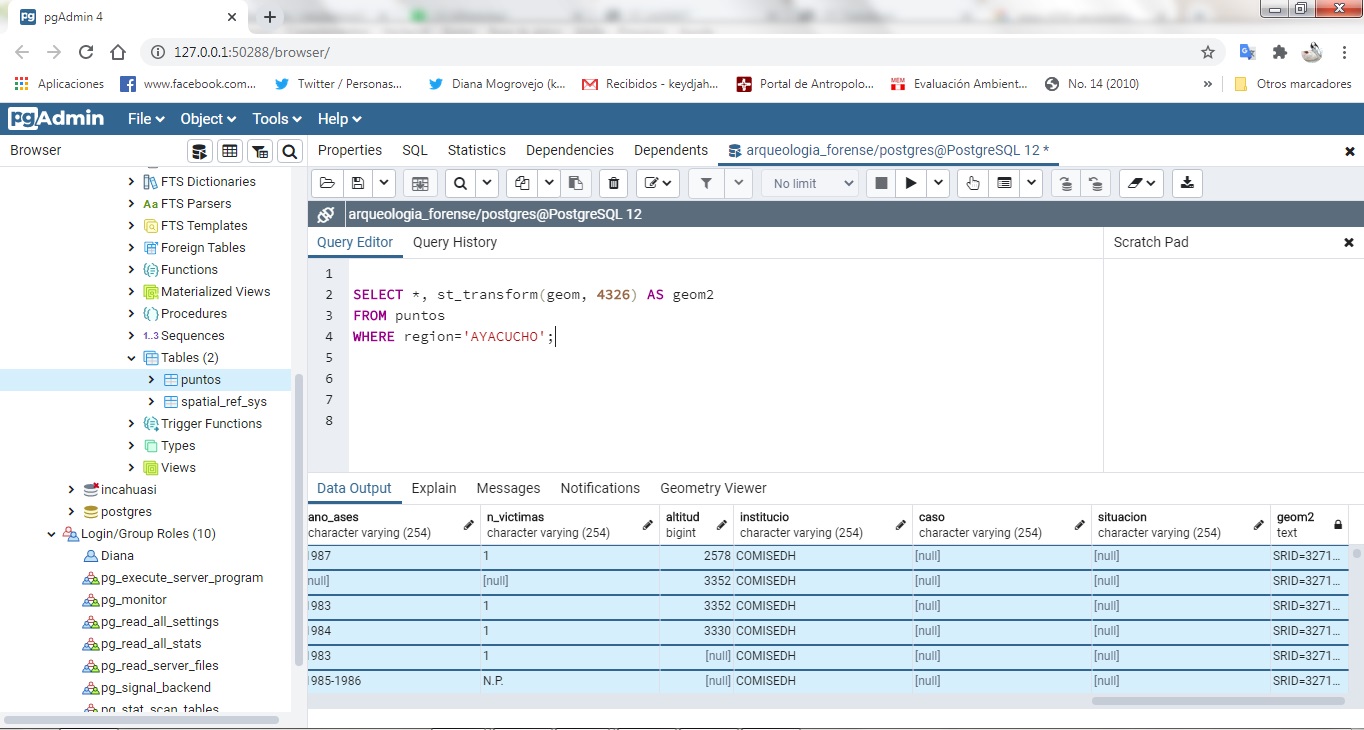 pgAdmin 4
127.0.0.1:50288/browser/
Aplicaciones www.facebook.com... Twitter / Personas... Diana Mogrovejo (k... Recibidos - keydjah... Portal de Antropolo... Evaluación Ambient... No. 14 (2010) » Otros marcadores
pgAdmin File Object Tools Help
Browser
Properties SQL Statistics Dependencies Dependents arqueologia_forense/postgres@PostgreSQL 12 *
No limit
arqueologia_forense/postgres@PostgreSQL 12
Query Editor Query History
Scratch Pad
FTS Dictionaries
FTS Parsers
FTS Templates
Foreign Tables
Functions
Materialized Views
Procedures
Sequences
Tables (2)
puntos
spatial_ref_sys
Trigger Functions
Types
Views
incahuasi
postgres
Login/Group Roles (10)
Diana
pg_execute_server_program
pg_monitor
pg_read_all_settings
pg_read_all_stats
pg_read_server_files
pg_signal_backend
pg_stat_scan_tables
1
2 SELECT *, st_transform(geom, 4326) AS geom2
3 FROM puntos
4 WHERE region='AYACUCHO';
5
6
7
8
Data Output Explain Messages Notifications Geometry Viewer
ano_ases n_victimas altitud institucio caso situacion geom2
character varying (254) character varying (254) bigint character varying (254) character varying (254) character varying (254) text
1987 1 2578 COMISEDH [null] [null] SRID=3271...
[null] [null] 3352 COMISEDH [null] [null] SRID=3271...
1983 1 3352 COMISEDH [null] [null] SRID=3271...
1984 1 3330 COMISEDH [null] [null] SRID=3271...
1983 1 [null] COMISEDH [null] [null] SRID=3271...
1985-1986 N.P. [null] COMISEDH [null] [null] SRID=3271...